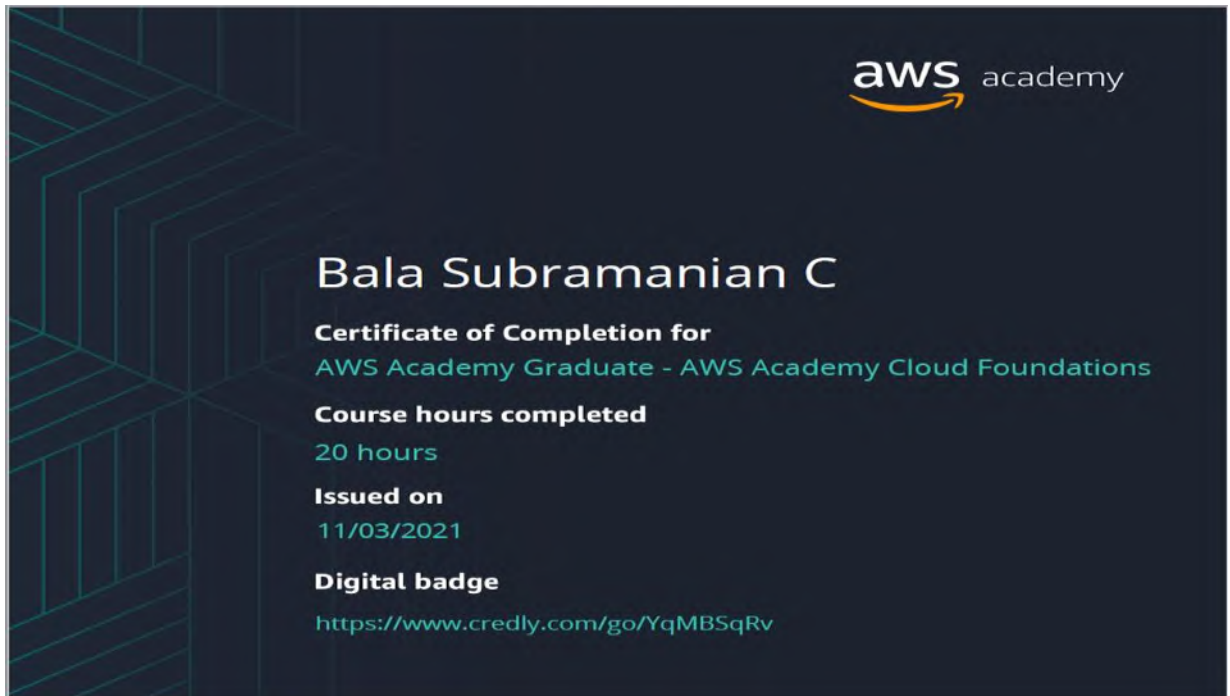 aws academy
Bala Subramanian C
Certificate of Completion for
AWS Academy Graduate - AWS Academy Cloud Foundations
Course hours completed
20 hours
Issued on
11/03/2021
Digital badge
https://www.credly.com/go/YqMBSqRv